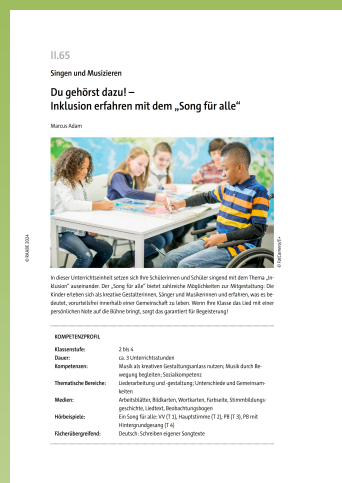 II.65
Singen und Musizieren
Du gehörst dazu! –
Inklusion erfahren mit dem „Song für alle“
Marcus Adam
© RAABE 2024
© FatCamera/E+
In dieser Unterrichtseinheit setzen sich Ihre Schülerinnen und Schüler singend mit dem Thema „In-
klusion“ auseinander. Der „Song für alle“ bietet zahlreiche Möglichkeiten zur Mitgestaltung: Die
Kinder erleben sich als kreative Gestalterinnen, Sänger und Musikerinnen und erfahren, was es be-
deutet, vorurteilsfrei innerhalb einer Gemeinschaft zu leben. Wenn Ihre Klasse das Lied mit einer
persönlichen Note auf die Bühne bringt, sorgt das garantiert für Begeisterung!
KOMPETENZPROFIL
Klassenstufe: 2 bis 4
Dauer: ca. 3 Unterrichtsstunden
Kompetenzen: Musik als kreativen Gestaltungsanlass nutzen; Musik durch Be-
wegung begleiten; Sozialkompetenz
Thematische Bereiche: Liederarbeitung und -gestaltung; Unterschiede und Gemeinsam-
keiten
Medien: Arbeitsblätter, Bildkarten, Wortkarten, Farbseite, Stimmbildungs-
geschichte, Liedtext, Beobachtungsbogen
Hörbeispiele: Ein Song für alle: VV (T 1), Hauptstimme (T 2), PB (T 3), PB mit
Hintergrundgesang (T 4)
Fächerübergreifend: Deutsch: Schreiben eigener Songtexte